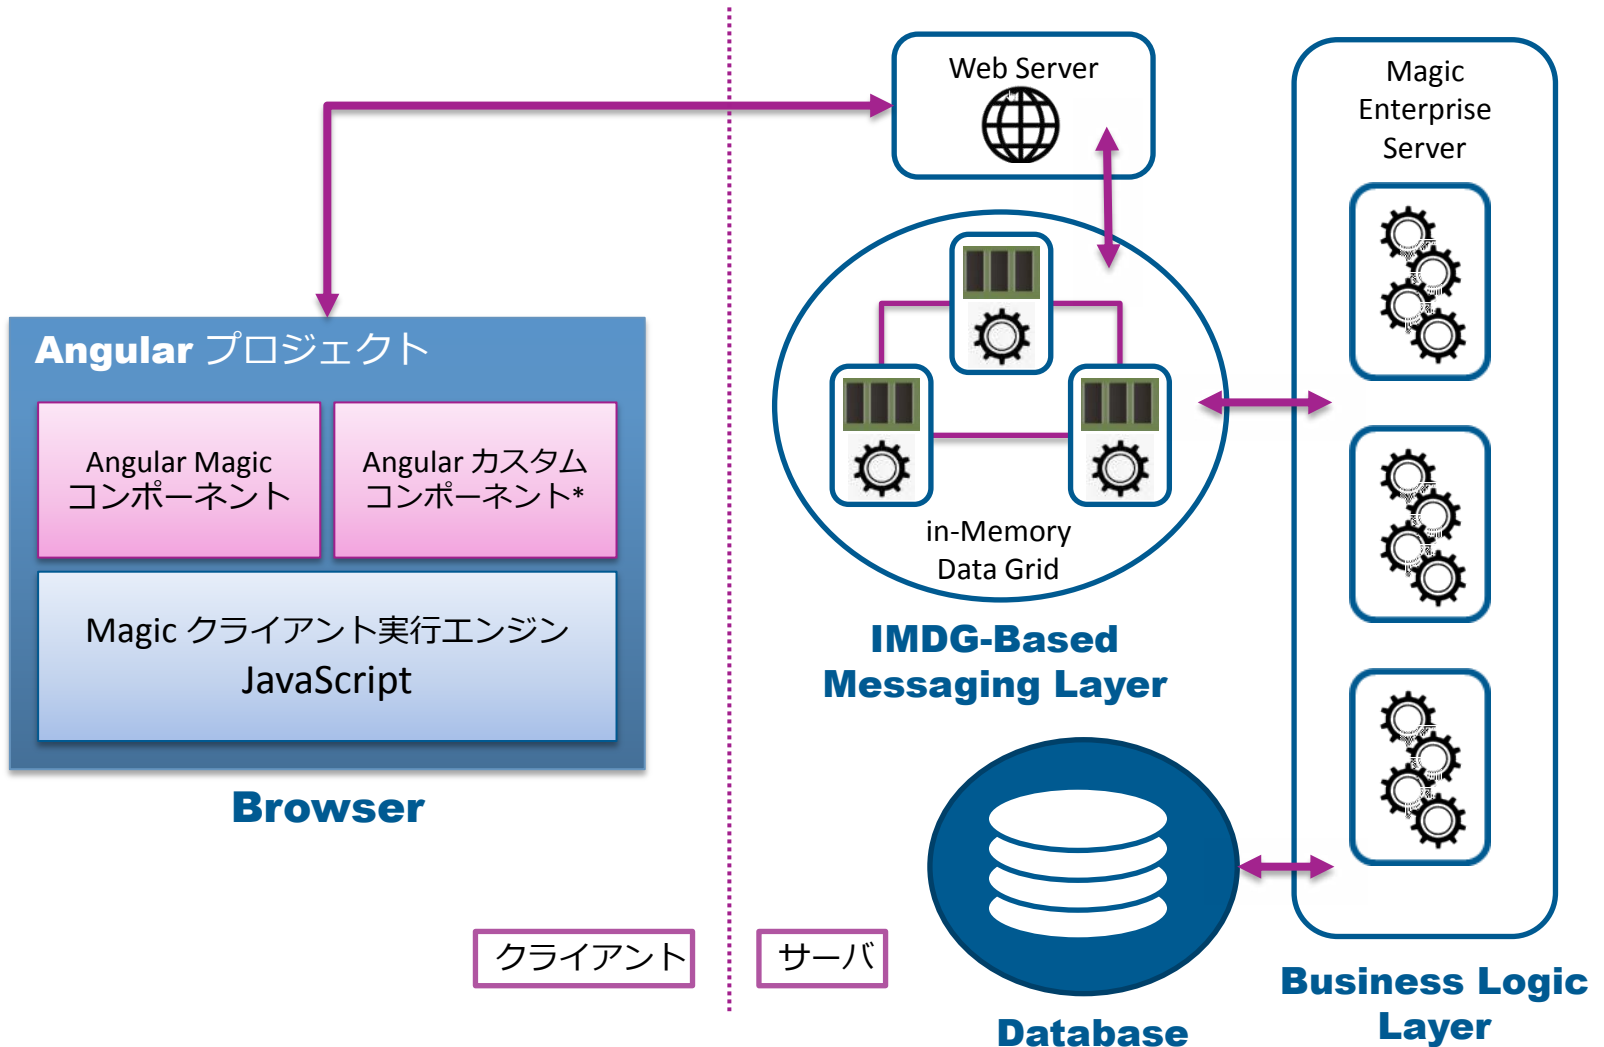 Web Server
Magic
Enterprise
Server
Angular プロジェクト
Angular Magic
コンポーネント
Angular カスタム
コンポーネント*
Magic クライアント実行エンジン
JavaScript
Browser
in-Memory
Data Grid
IMDG-Based
Messaging Layer
クライアント
サーバ
Database
Business Logic
Layer